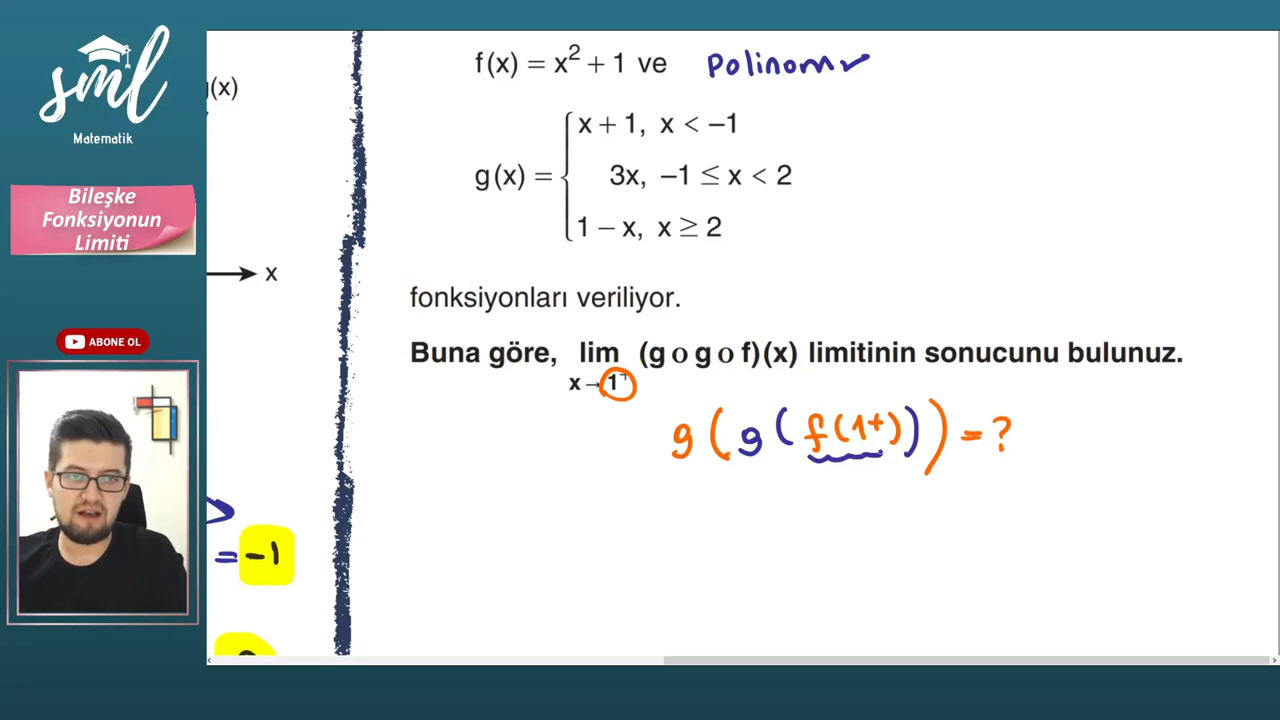 sml
Matematik
Bileşke
Fonksiyonun
Limiti
ABONE OL
g(x)
x
= -1
f(x) = x² + 1 ve Polinom ✓
g(x) = { x + 1, x < –1
3x, –1 ≤ x < 2
1 – x, x ≥ 2
fonksiyonları veriliyor.
Buna göre, lim (g o g o f)(x) limitinin sonucunu bulunuz.
x → 1⁺
g(g(f(1+))) = ?